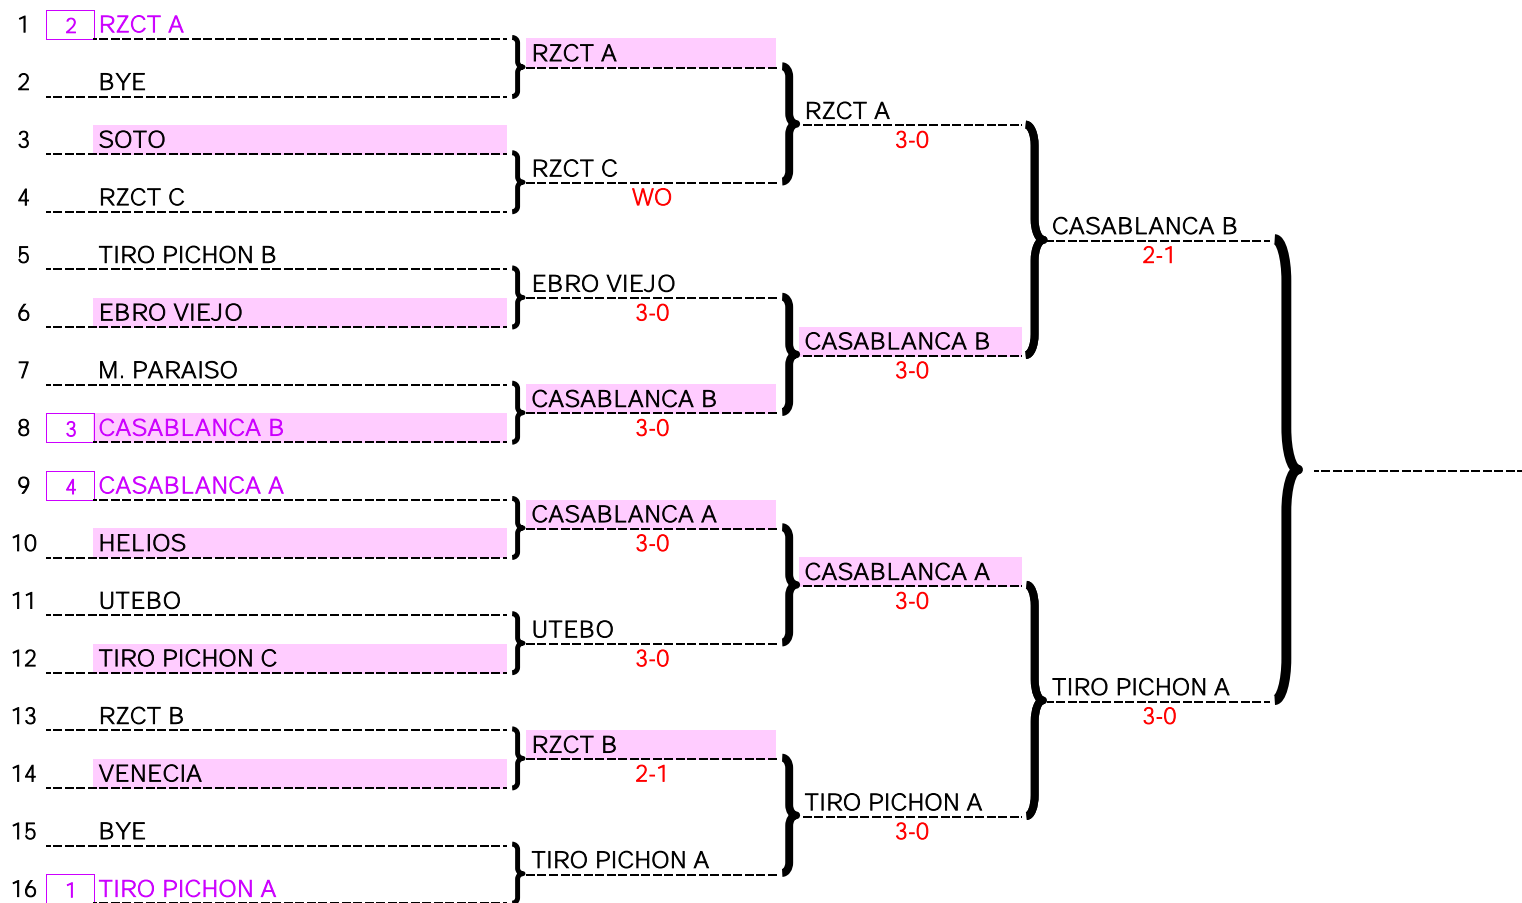 1 2 RZCT A
RZCT A
2 BYE
RZCT A
3 SOTO
3-0
RZCT C
4 RZCT C
WO
CASABLANCA B
5 TIRO PICHON B
2-1
EBRO VIEJO
6 EBRO VIEJO
3-0
CASABLANCA B
7 M. PARAISO
3-0
CASABLANCA B
8 3 CASABLANCA B
3-0
9 4 CASABLANCA A
CASABLANCA A
10 HELIOS
3-0
CASABLANCA A
11 UTEBO
3-0
UTEBO
12 TIRO PICHON C
3-0
TIRO PICHON A
13 RZCT B
3-0
RZCT B
14 VENECIA
2-1
TIRO PICHON A
15 BYE
3-0
TIRO PICHON A
16 1 TIRO PICHON A